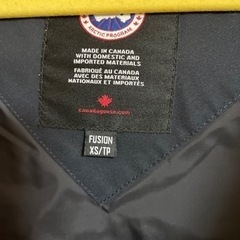 ARCTIC PROGRAM
MADE IN CANADA
WITH DOMESTIC AND
IMPORTED MATERIALS
FABRIQUÉ AU CANADA
AVEC DES MATÉRIAUX
NATIONAUX ET IMPORTÉS
canadagoose.com
FUSION
XS/TP